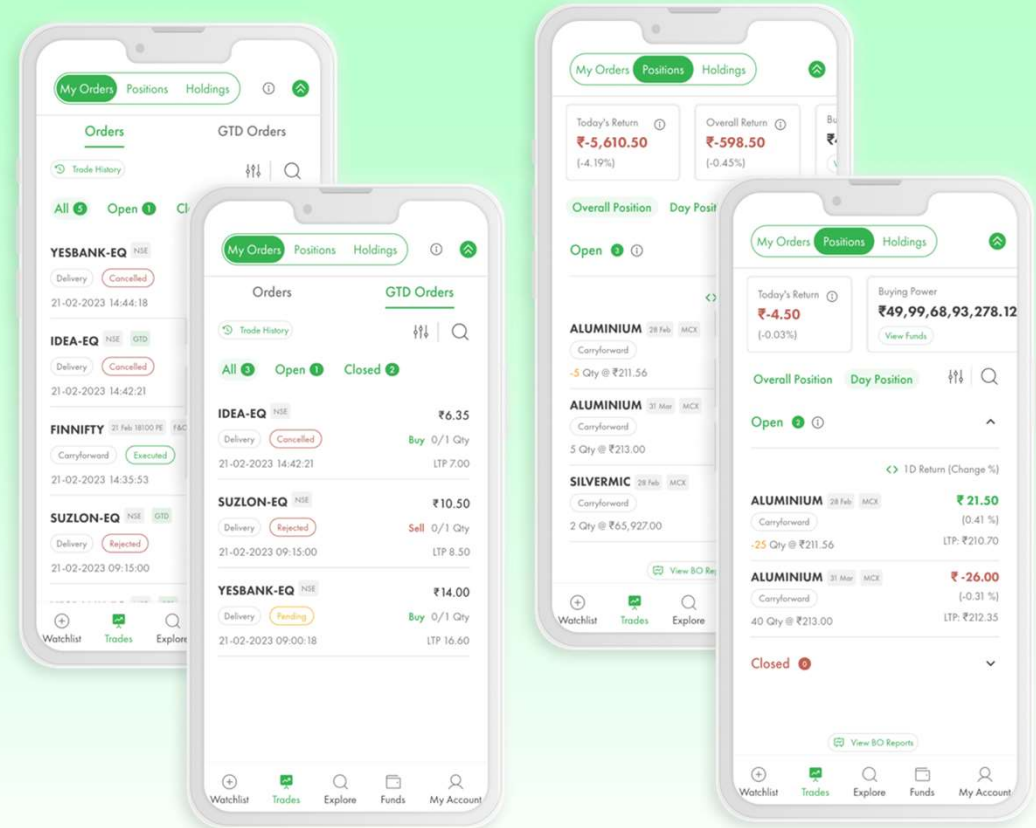 My Orders Positions Holdings
Orders GTD Orders
Trade History
All 5 Open 1
YESBANK-EQ NSE
Delivery Cancelled
21-02-2023 14:44:18
IDEA-EQ NSE GTD
Delivery Cancelled
21-02-2023 14:42:21
FINNIFTY 21 Feb 18100 PE
Carryforward Executed
21-02-2023 14:35:53
SUZLON-EQ NSE GTD
Delivery Rejected
21-02-2023 09:15:00
Watchlist Trades Explore
My Orders Positions Holdings
Orders GTD Orders
Trade History
All 3 Open 1 Closed 2
IDEA-EQ NSE ₹6.35
Delivery Cancelled Buy 0/1 Qty
21-02-2023 14:42:21 LTP 7.00
SUZLON-EQ NSE ₹10.50
Delivery Rejected Sell 0/1 Qty
21-02-2023 09:15:00 LTP 8.50
YESBANK-EQ NSE ₹14.00
Delivery Pending Buy 0/1 Qty
21-02-2023 09:00:18 LTP 16.60
Watchlist Trades Explore Funds My Account
My Orders Positions Holdings
Today's Return Overall Return
₹-5,610.50 ₹-598.50
(-4.19%) (-0.45%)
Overall Position Day Posit
Open 3
ALUMINIUM 28 Feb MCX
Carryforward
-5 Qty @ ₹211.56
ALUMINIUM 31 Mar MCX
Carryforward
5 Qty @ ₹213.00
SILVERMIC 28 Feb MCX
Carryforward
2 Qty @ ₹65,927.00
View BO Rep
Watchlist Trades Explore
My Orders Positions Holdings
Today's Return Buying Power
₹-4.50 ₹49,99,68,93,278.12
(-0.03%) View Funds
Overall Position Day Position
Open 3
<> 1D Return (Change %)
ALUMINIUM 28 Feb MCX ₹ 21.50
Carryforward (0.41 %)
-25 Qty @ ₹211.56 LTP: ₹210.70
ALUMINIUM 31 Mar MCX ₹ -26.00
Carryforward (-0.31 %)
40 Qty @ ₹213.00 LTP: ₹212.35
Closed 0
View BO Reports
Watchlist Trades Explore Funds My Account